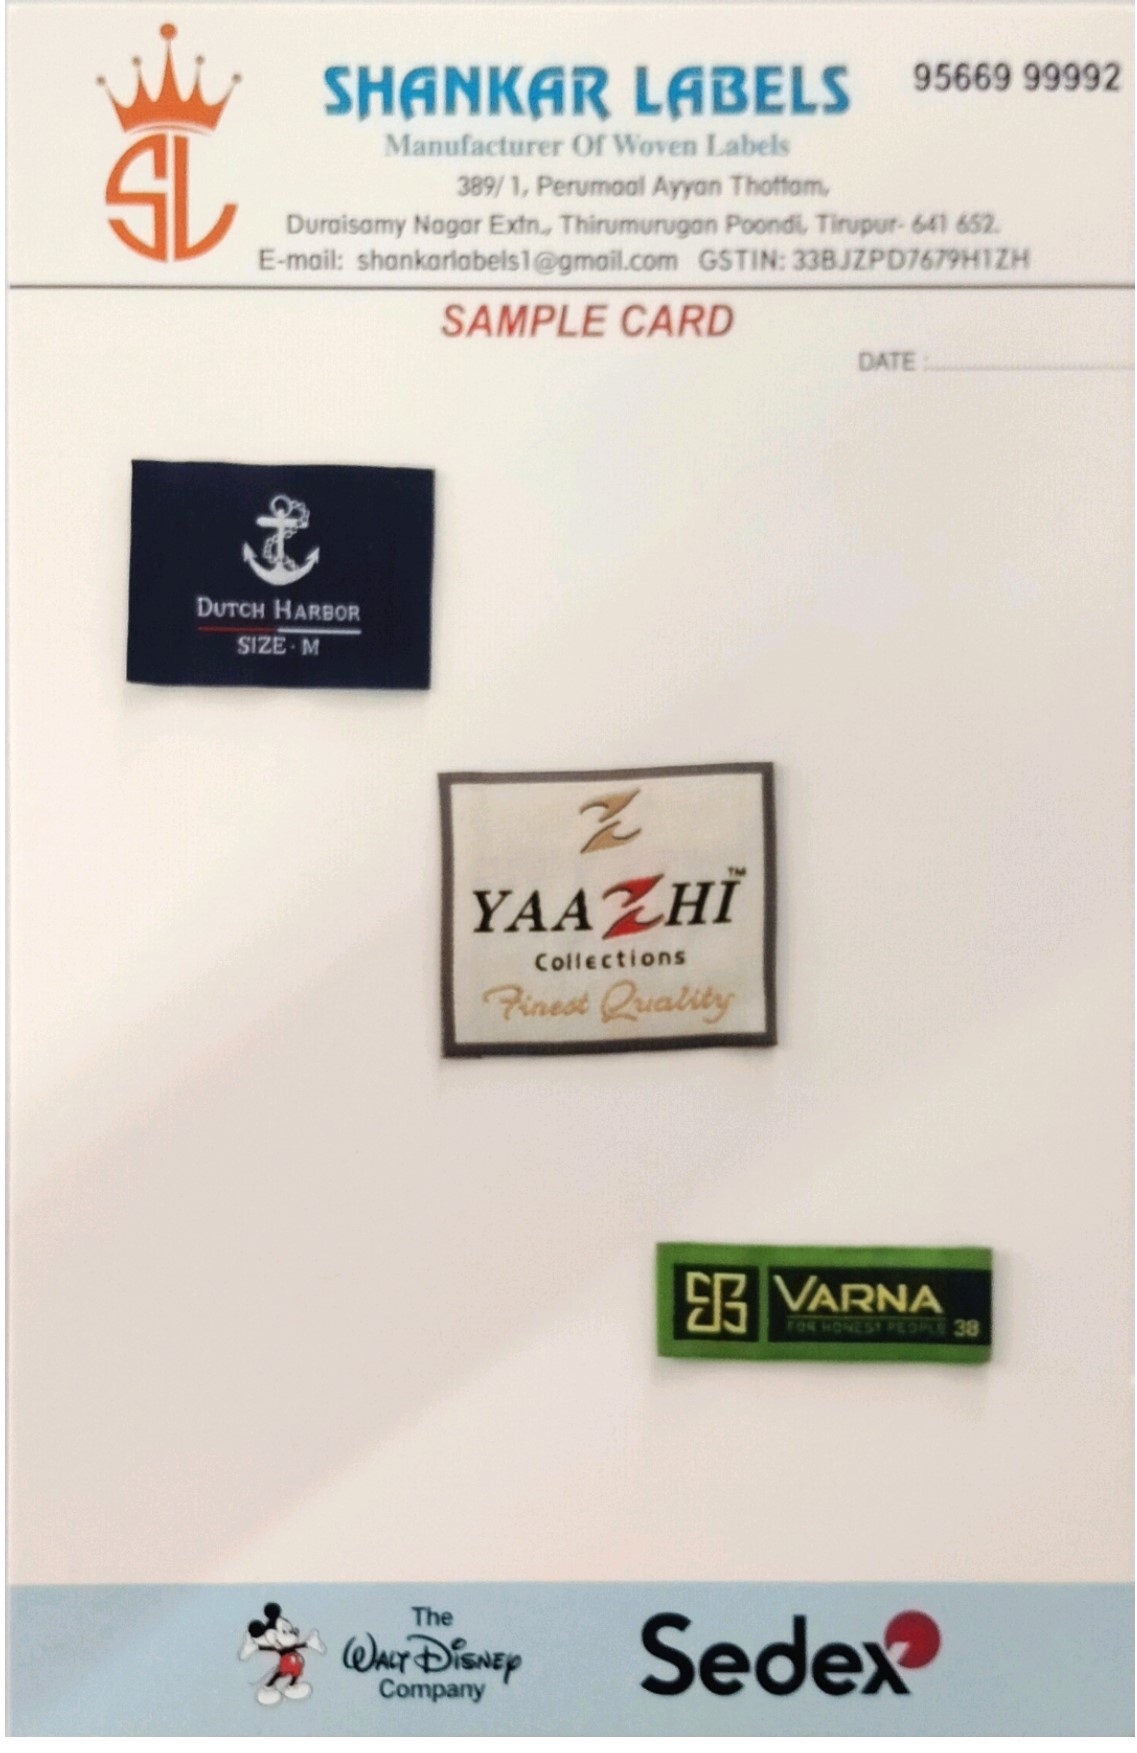 SHANKAR LABELS
95669 99992
Manufacturer Of Woven Labels
389/1, Perumaal Ayyan Thottam,
Duraisamy Nagar Extn., Thirumurugan Poondi, Tirupur- 641 652.
E-mail: shankarlabels1@gmail.com GSTIN: 33BJZPD7679H1ZH
SL
SAMPLE CARD
DATE :
DUTCH HARBOR
SIZE - M
YAAZHI™
Collections
Finest Quality
VARNA
FOR HONEST PEOPLE 38
The
WALT DISNEY
Company
Sedex